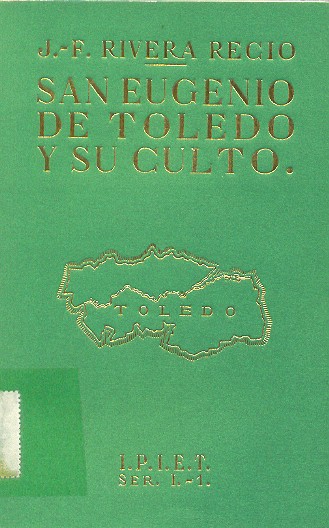 J.-F. RIVERA RECIO
SAN EUGENIO
DE TOLEDO
Y SU CULTO.
TOLEDO
I.P.I.E.T.
SER. I.-1.